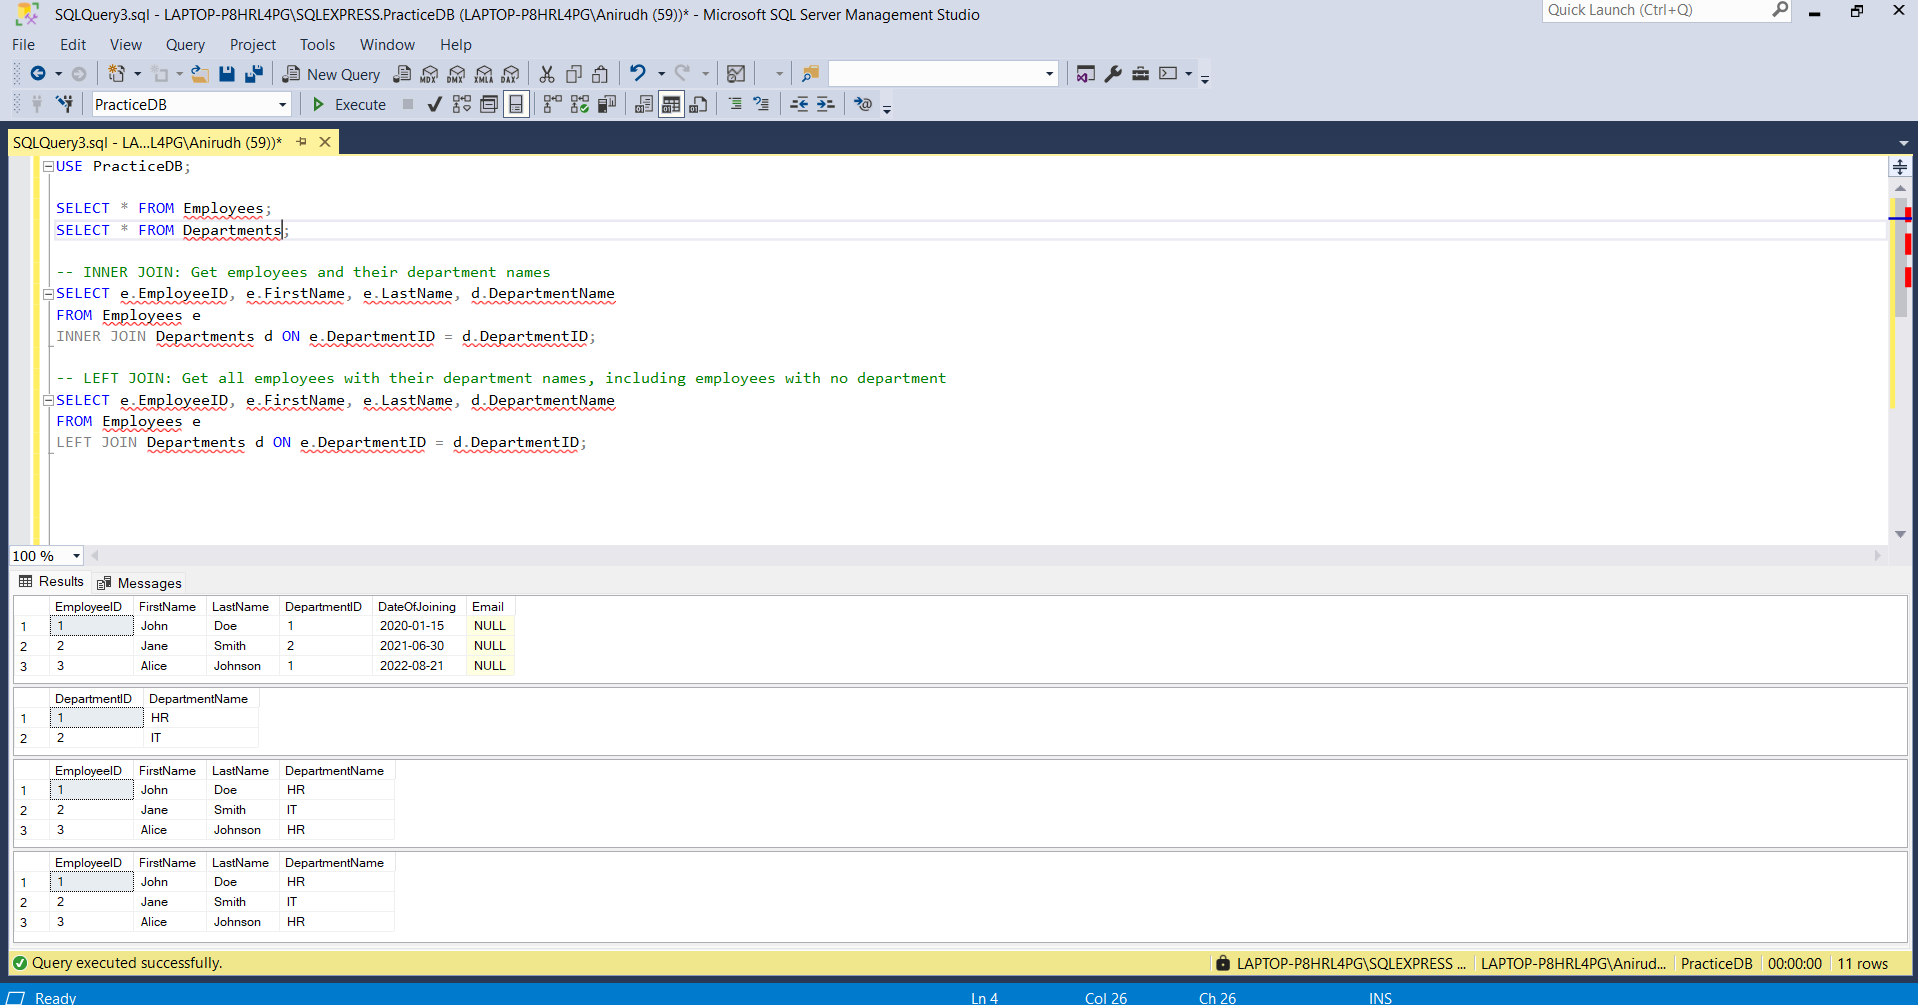 SQLQuery3.sql - LAPTOP-P8HRL4PG\SQLEXPRESS.PracticeDB (LAPTOP-P8HRL4PG\Anirudh (59))* - Microsoft SQL Server Management Studio
Quick Launch (Ctrl+Q)
File Edit View Query Project Tools Window Help
New Query MDX DMX XMLA DAX
PracticeDB Execute
SQLQuery3.sql - LA...L4PG\Anirudh (59))*
USE PracticeDB;
SELECT * FROM Employees;
SELECT * FROM Departments;
-- INNER JOIN: Get employees and their department names
SELECT e.EmployeeID, e.FirstName, e.LastName, d.DepartmentName
FROM Employees e
INNER JOIN Departments d ON e.DepartmentID = d.DepartmentID;
-- LEFT JOIN: Get all employees with their department names, including employees with no department
SELECT e.EmployeeID, e.FirstName, e.LastName, d.DepartmentName
FROM Employees e
LEFT JOIN Departments d ON e.DepartmentID = d.DepartmentID;
100 %
Results Messages
EmployeeID FirstName LastName DepartmentID DateOfJoining Email
1 1 John Doe 1 2020-01-15 NULL
2 2 Jane Smith 2 2021-06-30 NULL
3 3 Alice Johnson 1 2022-08-21 NULL
DepartmentID DepartmentName
1 1 HR
2 2 IT
EmployeeID FirstName LastName DepartmentName
1 1 John Doe HR
2 2 Jane Smith IT
3 3 Alice Johnson HR
EmployeeID FirstName LastName DepartmentName
1 1 John Doe HR
2 2 Jane Smith IT
3 3 Alice Johnson HR
Query executed successfully. LAPTOP-P8HRL4PG\SQLEXPRESS ... LAPTOP-P8HRL4PG\Anirud... PracticeDB 00:00:00 11 rows
Ready Ln 4 Col 26 Ch 26 INS